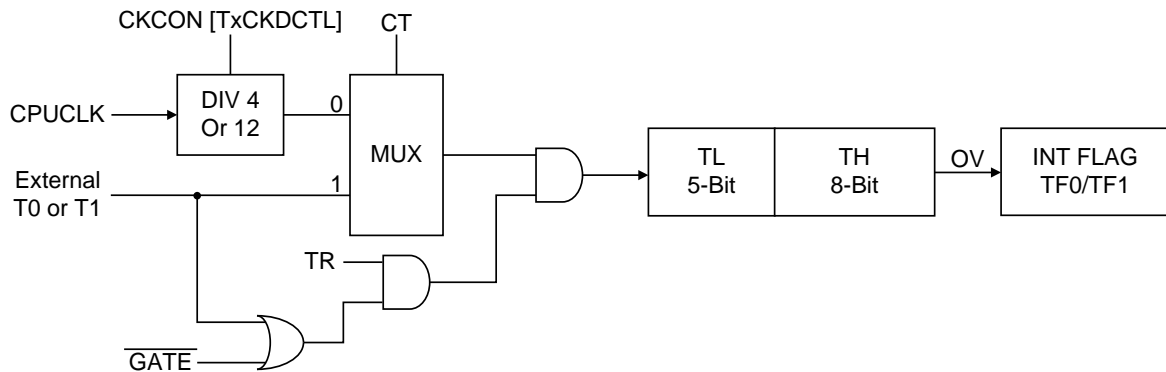 CKCON [TxCKDCTL]
CT
CPUCLK
DIV 4
Or 12
0
MUX
External
T0 or T1
1
TL
5-Bit
TH
8-Bit
OV
INT FLAG
TF0/TF1
TR
GATE